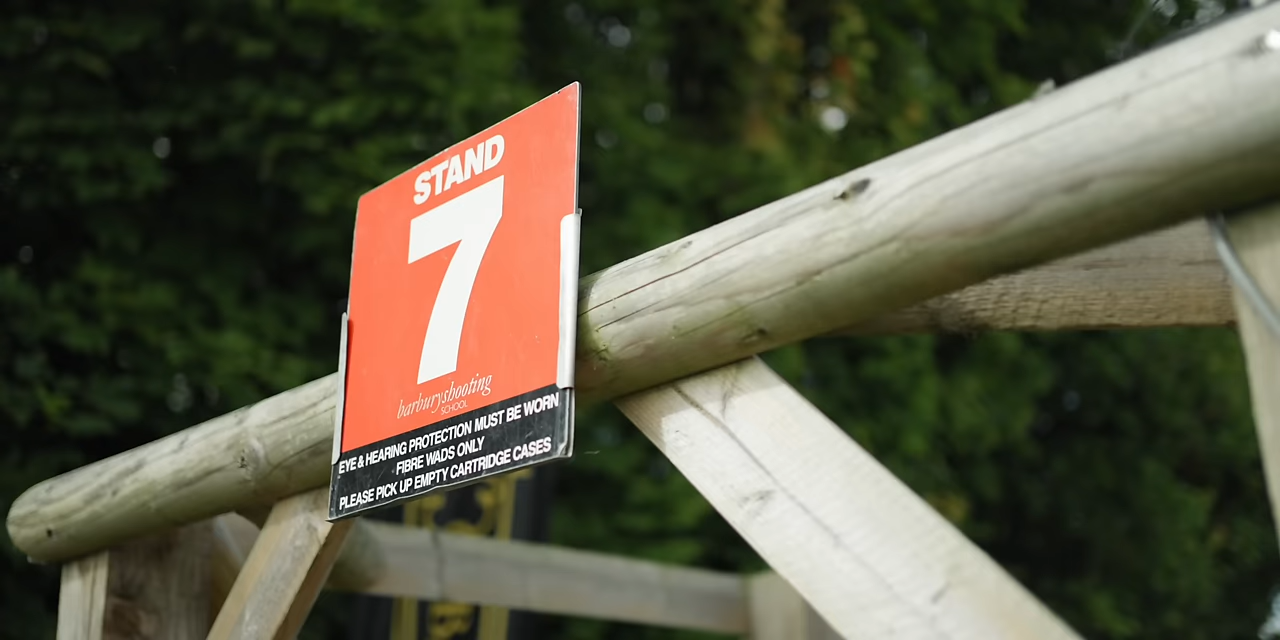 STAND
7
barburyshooting
SCHOOL
EYE & HEARING PROTECTION MUST BE WORN
FIBRE WADS ONLY
PLEASE PICK UP EMPTY CARTRIDGE CASES